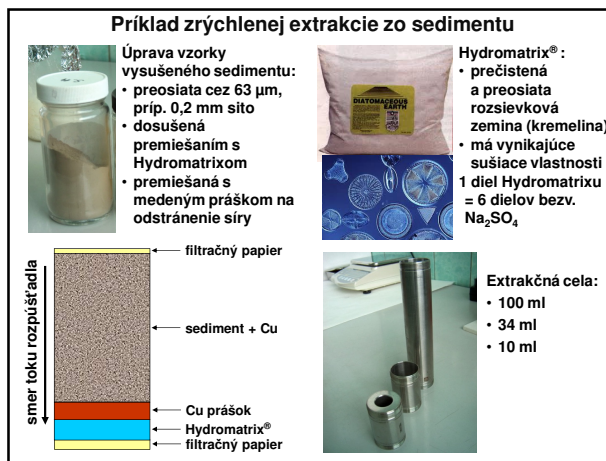 Príklad zrýchlenej extrakcie zo sedimentu
Úprava vzorky
vysušeného sedimentu:
• preosiata cez 63 µm,
príp. 0,2 mm sito
• dosušená
premiešaním s
Hydromatrixom
• premiešaná s
medeným práškom na
odstránenie síry
DIATOMACEOUS
EARTH
Hydromatrix® :
• prečistená
a preosiata
rozsievková
zemina (kremelina)
• má vynikajúce
sušiace vlastnosti
1 diel Hydromatrixu
= 6 dielov bezv.
Na₂SO₄
smer toku rozpúšťadla
filtračný papier
sediment + Cu
Cu prášok
Hydromatrix®
filtračný papier
Extrakčná cela:
• 100 ml
• 34 ml
• 10 ml